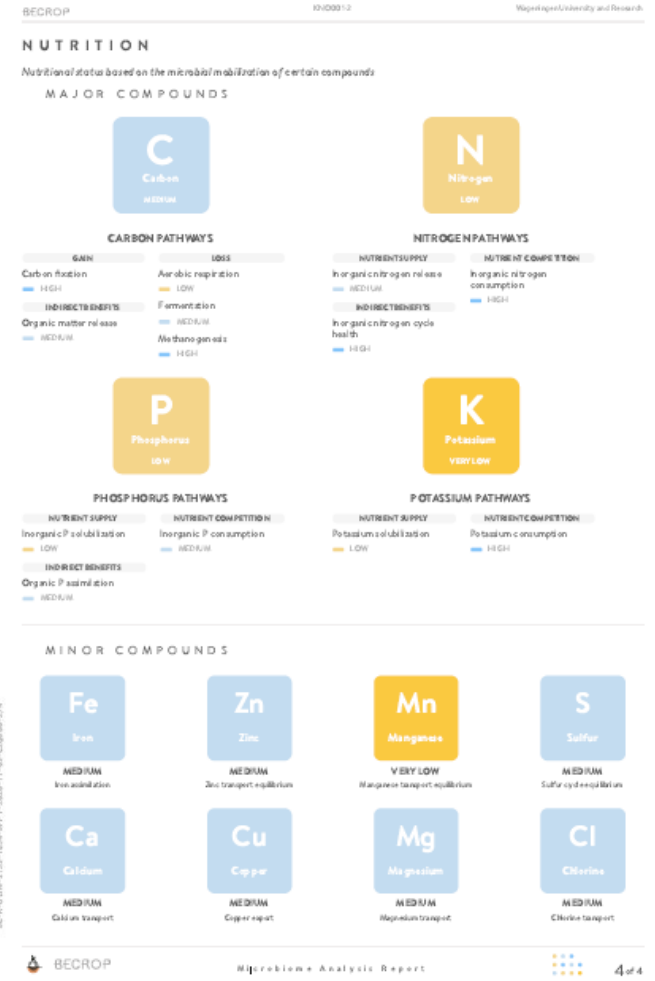 BECROP
Wageningen University and Research
NUTRITION
Nutritional status based on the microbial mobilization of certain compounds
MAJOR COMPOUNDS
C
Carbon
MEDIUM
N
Nitrogen
LOW
CARBON PATHWAYS
GAIN
Carbon fixation
HIGH
INDIRECT BENEFITS
Organic matter release
MEDIUM
LOSS
Aerobic respiration
LOW
Fermentation
MEDIUM
Methanogenesis
HIGH
NITROGEN PATHWAYS
NUTRIENT SUPPLY
Inorganic nitrogen release
MEDIUM
INDIRECT BENEFITS
Inorganic nitrogen cycle
health
HIGH
NUTRIENT COMPETITION
Inorganic nitrogen
consumption
HIGH
P
Phosphorus
LOW
K
Potassium
VERY LOW
PHOSPHORUS PATHWAYS
NUTRIENT SUPPLY
Inorganic P solubilization
LOW
INDIRECT BENEFITS
Organic P assimilation
MEDIUM
NUTRIENT COMPETITION
Inorganic P consumption
MEDIUM
POTASSIUM PATHWAYS
NUTRIENT SUPPLY
Potassium solubilization
LOW
NUTRIENT COMPETITION
Potassium consumption
HIGH
MINOR COMPOUNDS
Fe
Iron
MEDIUM
Iron assimilation
Zn
Zinc
MEDIUM
Zinc transport equilibrium
Mn
Manganese
VERY LOW
Manganese transport equilibrium
S
Sulfur
MEDIUM
Sulfur cycle equilibrium
Ca
Calcium
MEDIUM
Calcium transport
Cu
Copper
MEDIUM
Copper export
Mg
Magnesium
MEDIUM
Magnesium transport
Cl
Chlorine
MEDIUM
Chlorine transport
BECROP
Microbiome Analysis Report
4 of 4